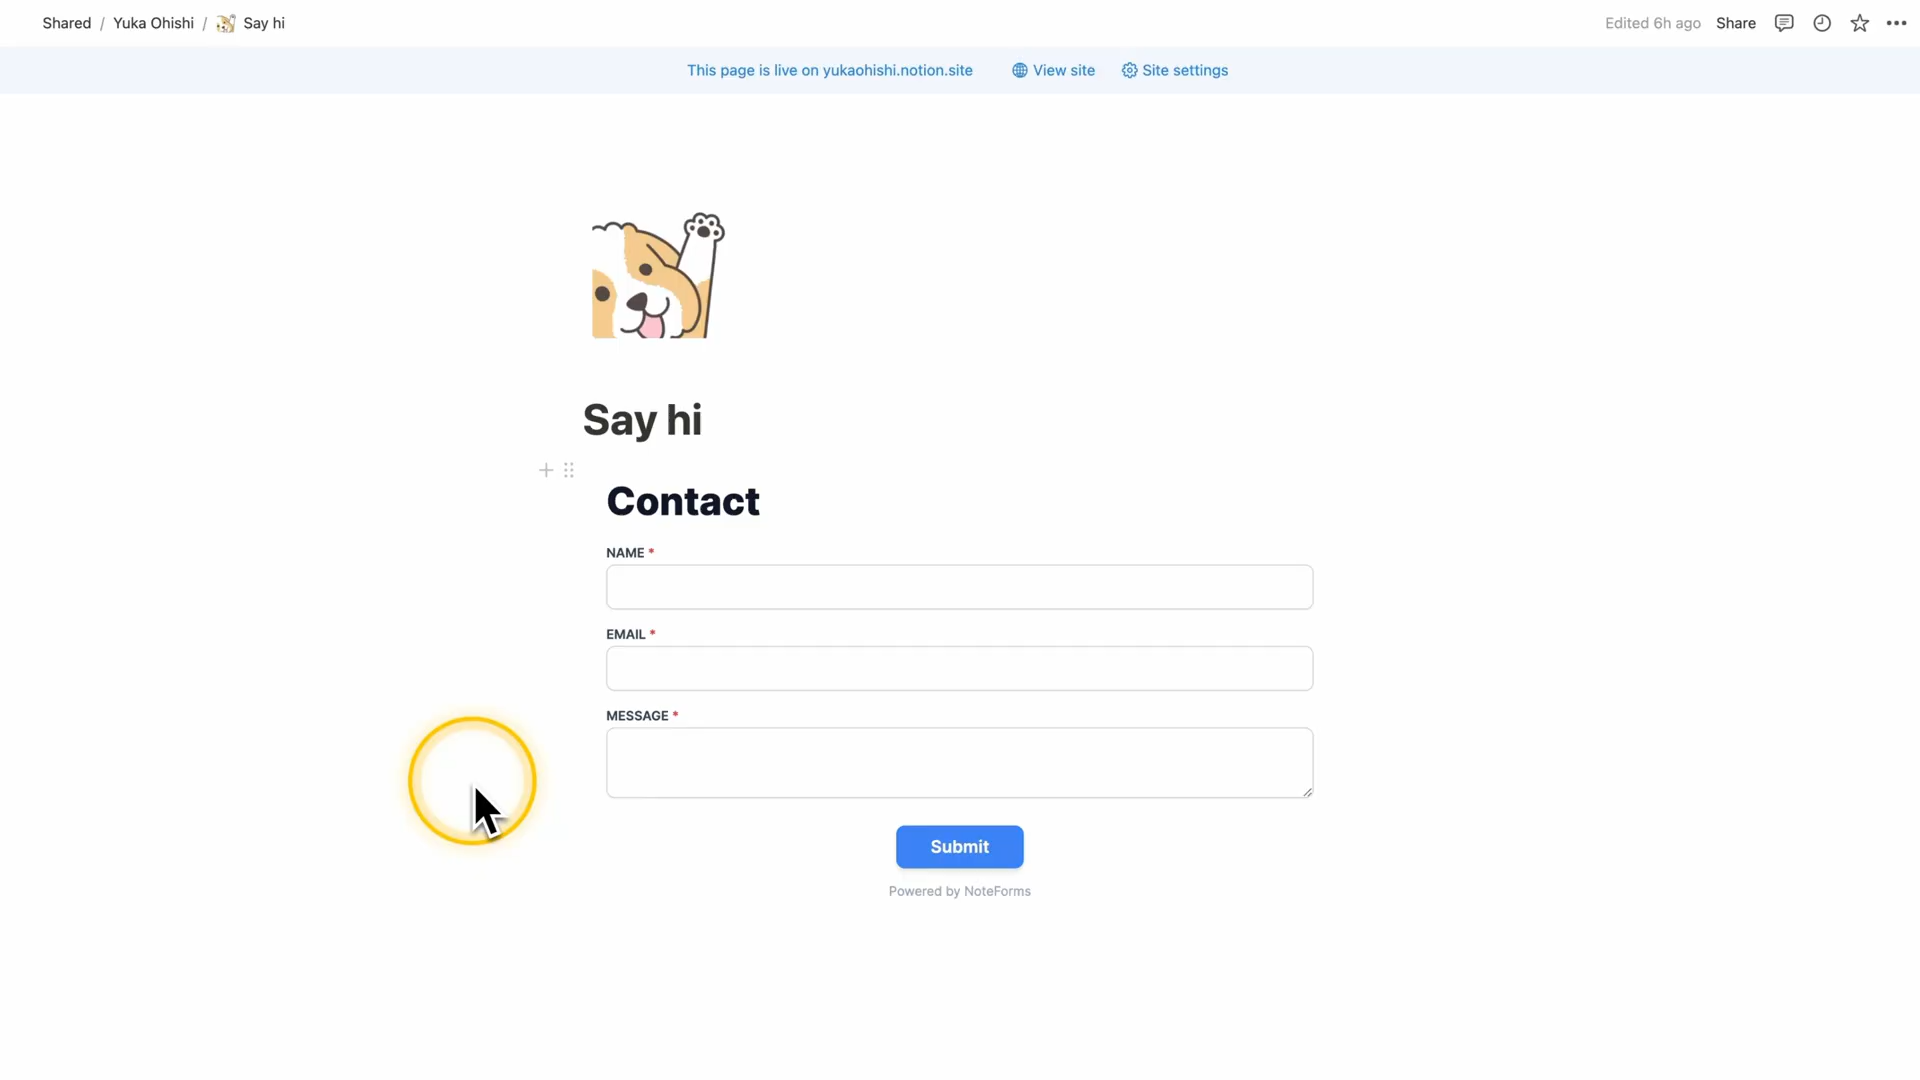 Shared / Yuka Ohishi / Say hi
Edited 6h ago Share
This page is live on yukaohishi.notion.site View site Site settings
Say hi
Contact
NAME *
EMAIL *
MESSAGE *
Submit
Powered by NoteForms